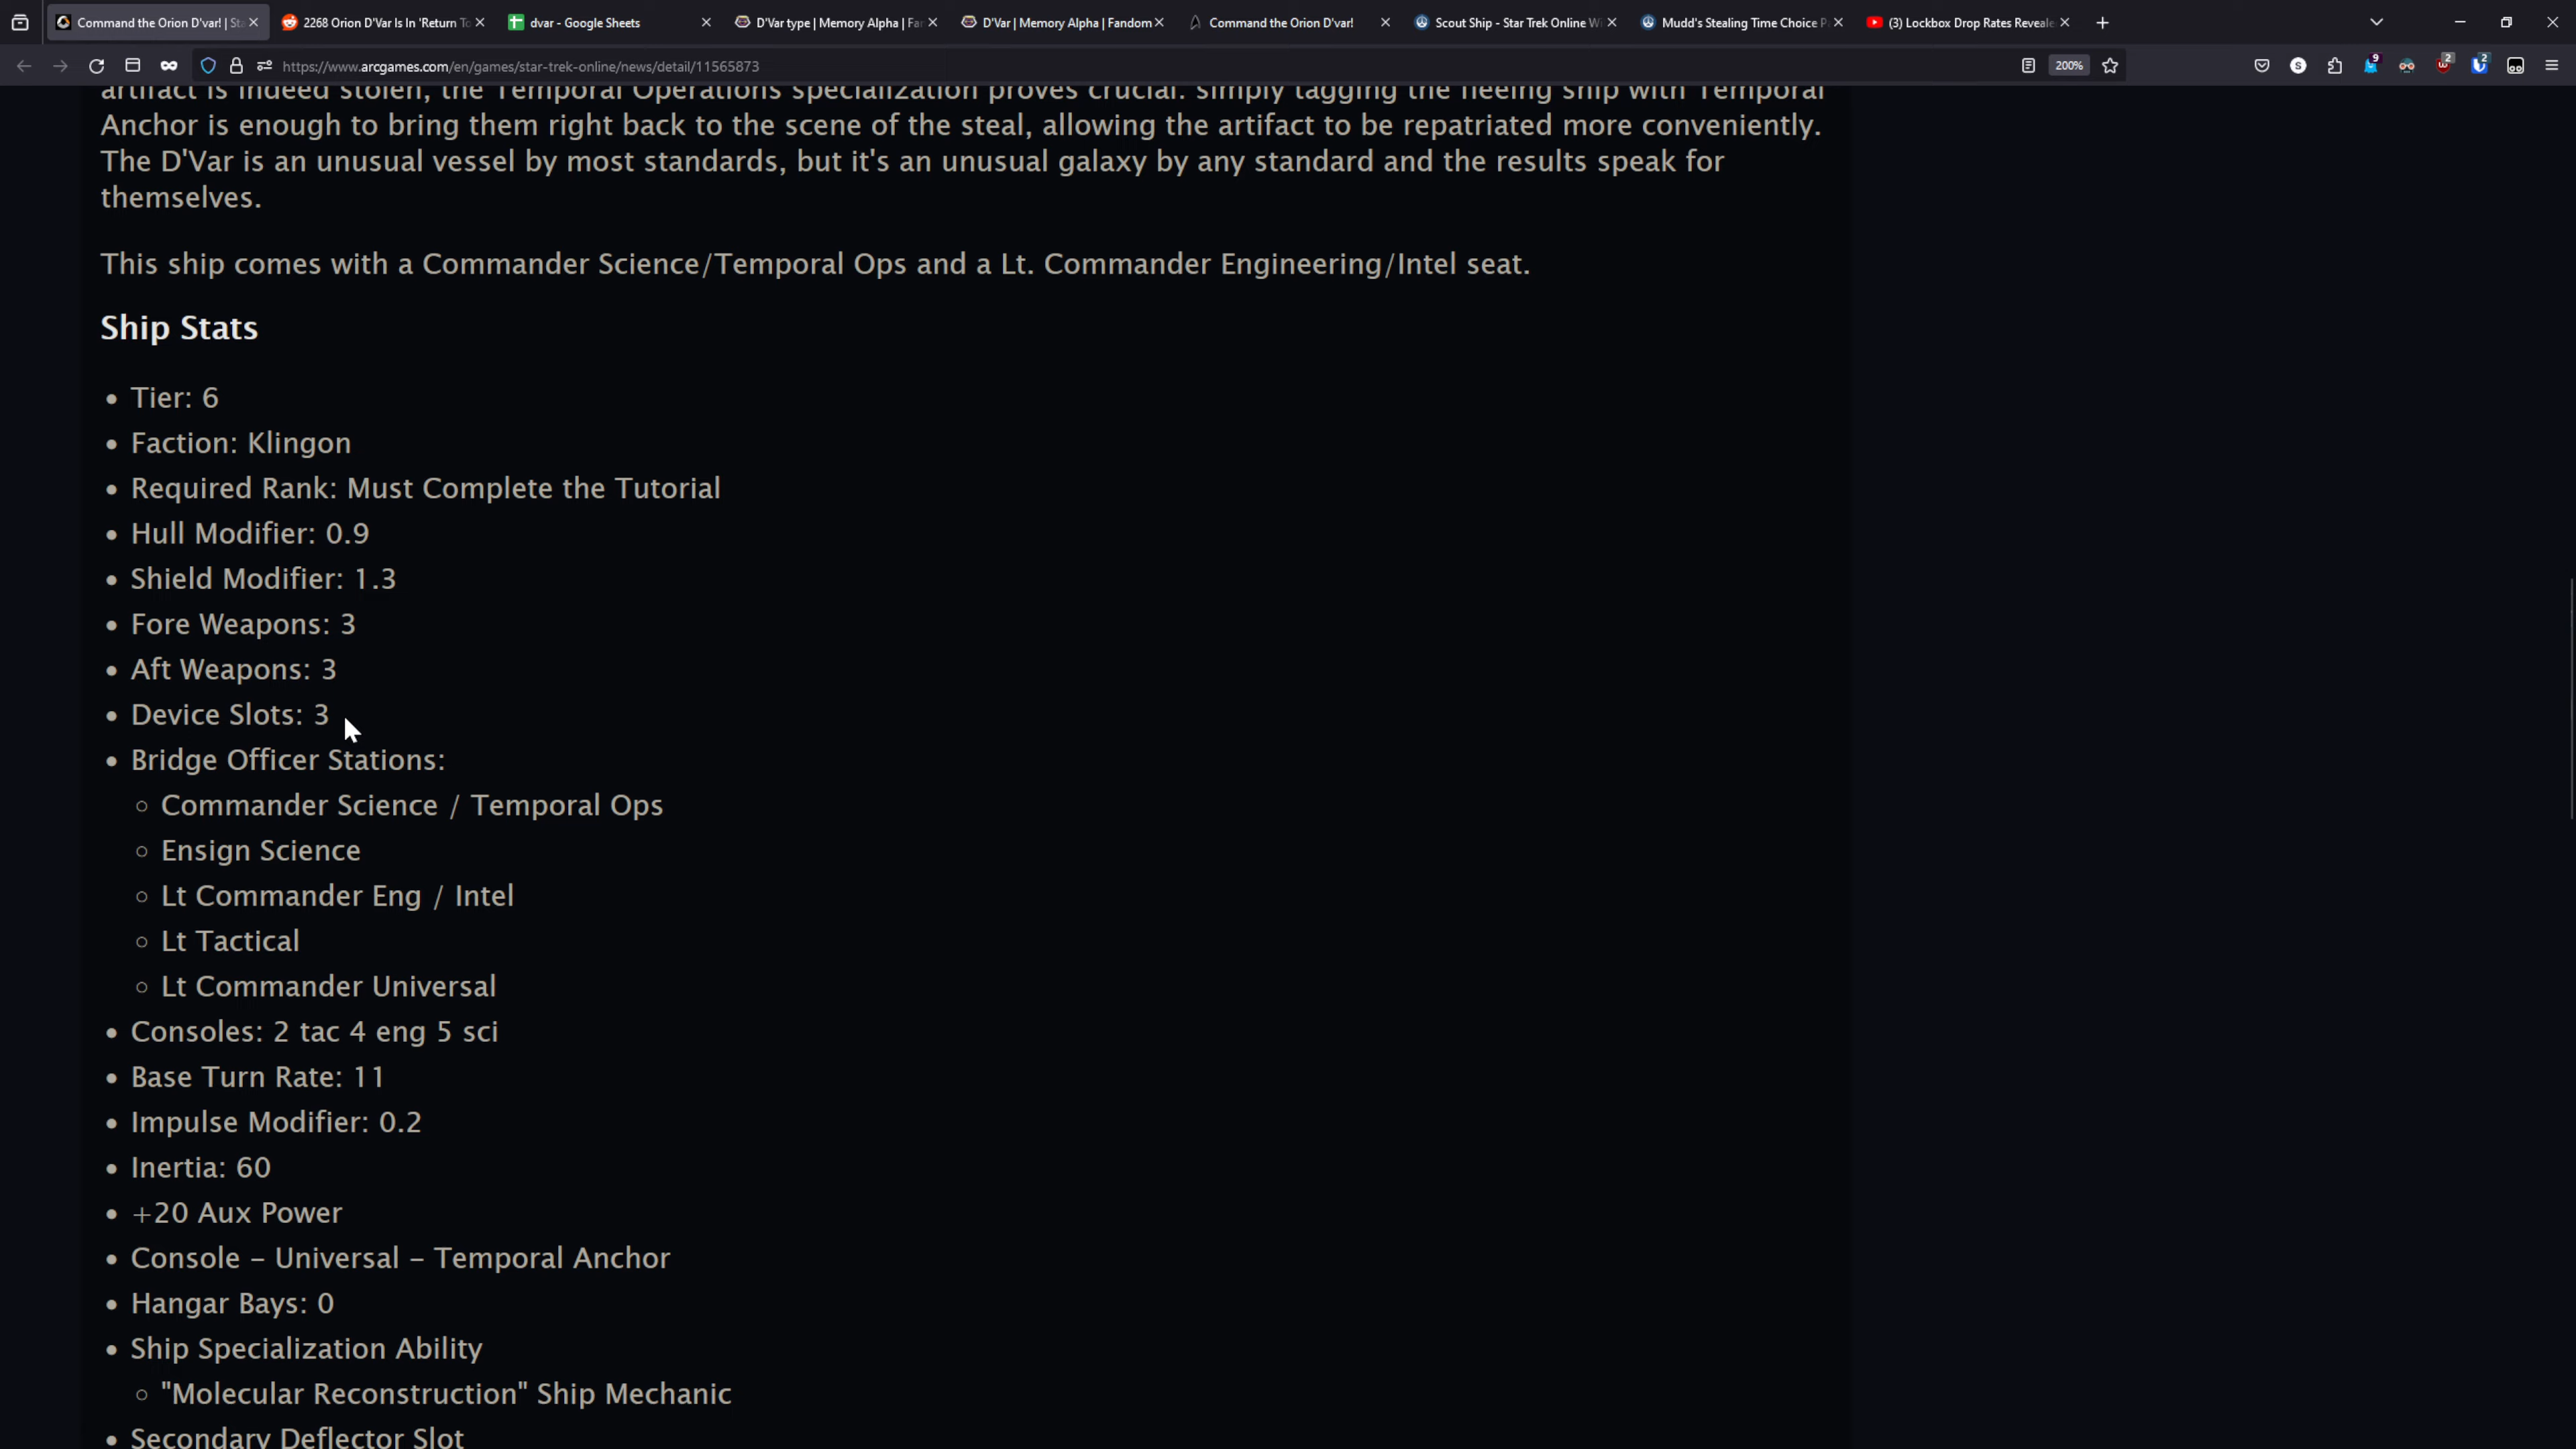 Command the Orion D'var! | St
2268 Orion D'Var Is In 'Return To
dvar - Google Sheets
D'Var type | Memory Alpha | Fan
D'Var | Memory Alpha | Fandom
Command the Orion D'var!
Scout Ship - Star Trek Online Wi
Mudd's Stealing Time Choice P
(3) Lockbox Drop Rates Reveale
https://www.arcgames.com/en/games/star-trek-online/news/detail/11565873
200%
9
2
2
artifact is indeed stolen, the Temporal Operations specialization proves crucial: simply tagging the fleeing ship with Temporal
Anchor is enough to bring them right back to the scene of the steal, allowing the artifact to be repatriated more conveniently.
The D'Var is an unusual vessel by most standards, but it's an unusual galaxy by any standard and the results speak for
themselves.
This ship comes with a Commander Science/Temporal Ops and a Lt. Commander Engineering/Intel seat.
Ship Stats
• Tier: 6
• Faction: Klingon
• Required Rank: Must Complete the Tutorial
• Hull Modifier: 0.9
• Shield Modifier: 1.3
• Fore Weapons: 3
• Aft Weapons: 3
• Device Slots: 3
• Bridge Officer Stations:
○ Commander Science / Temporal Ops
○ Ensign Science
○ Lt Commander Eng / Intel
○ Lt Tactical
○ Lt Commander Universal
• Consoles: 2 tac 4 eng 5 sci
• Base Turn Rate: 11
• Impulse Modifier: 0.2
• Inertia: 60
• +20 Aux Power
• Console – Universal – Temporal Anchor
• Hangar Bays: 0
• Ship Specialization Ability
○ "Molecular Reconstruction" Ship Mechanic
• Secondary Deflector Slot